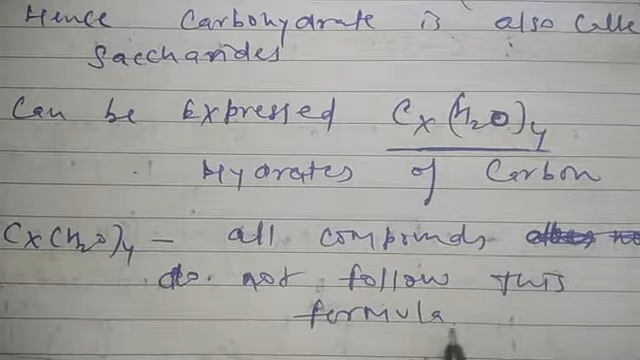 Hence Carbohydrate is also Calle
Saccharides
Can be Expressed Cx(H2O)y
Hydrates of Carbon
Cx(H2O)y - all compounds
do not follow this
formula